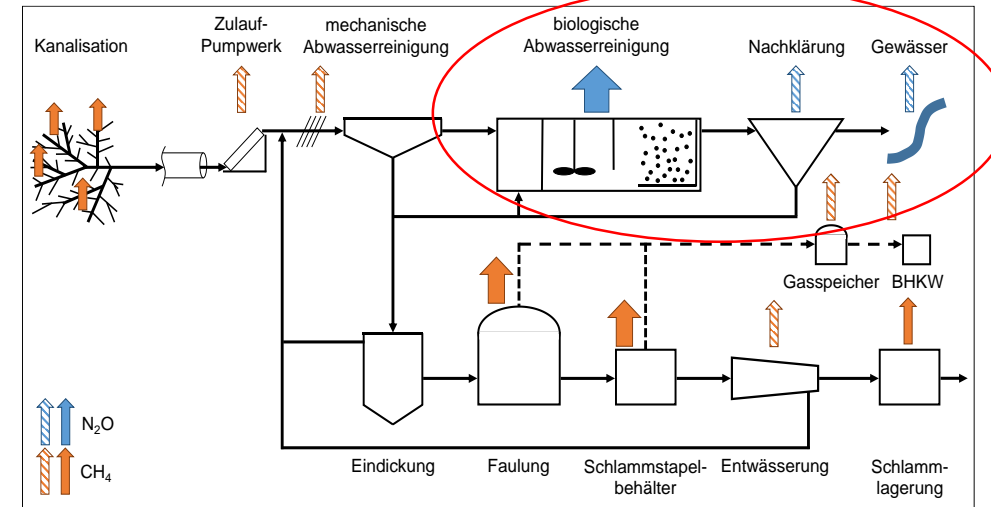 Kanalisation
Zulauf-
Pumpwerk
mechanische
Abwasserreinigung
biologische
Abwasserreinigung
Nachklärung
Gewässer
Gasspeicher
BHKW
N₂O
CH₄
Eindickung
Faulung
Schlammstapel-
behälter
Entwässerung
Schlamm-
lagerung